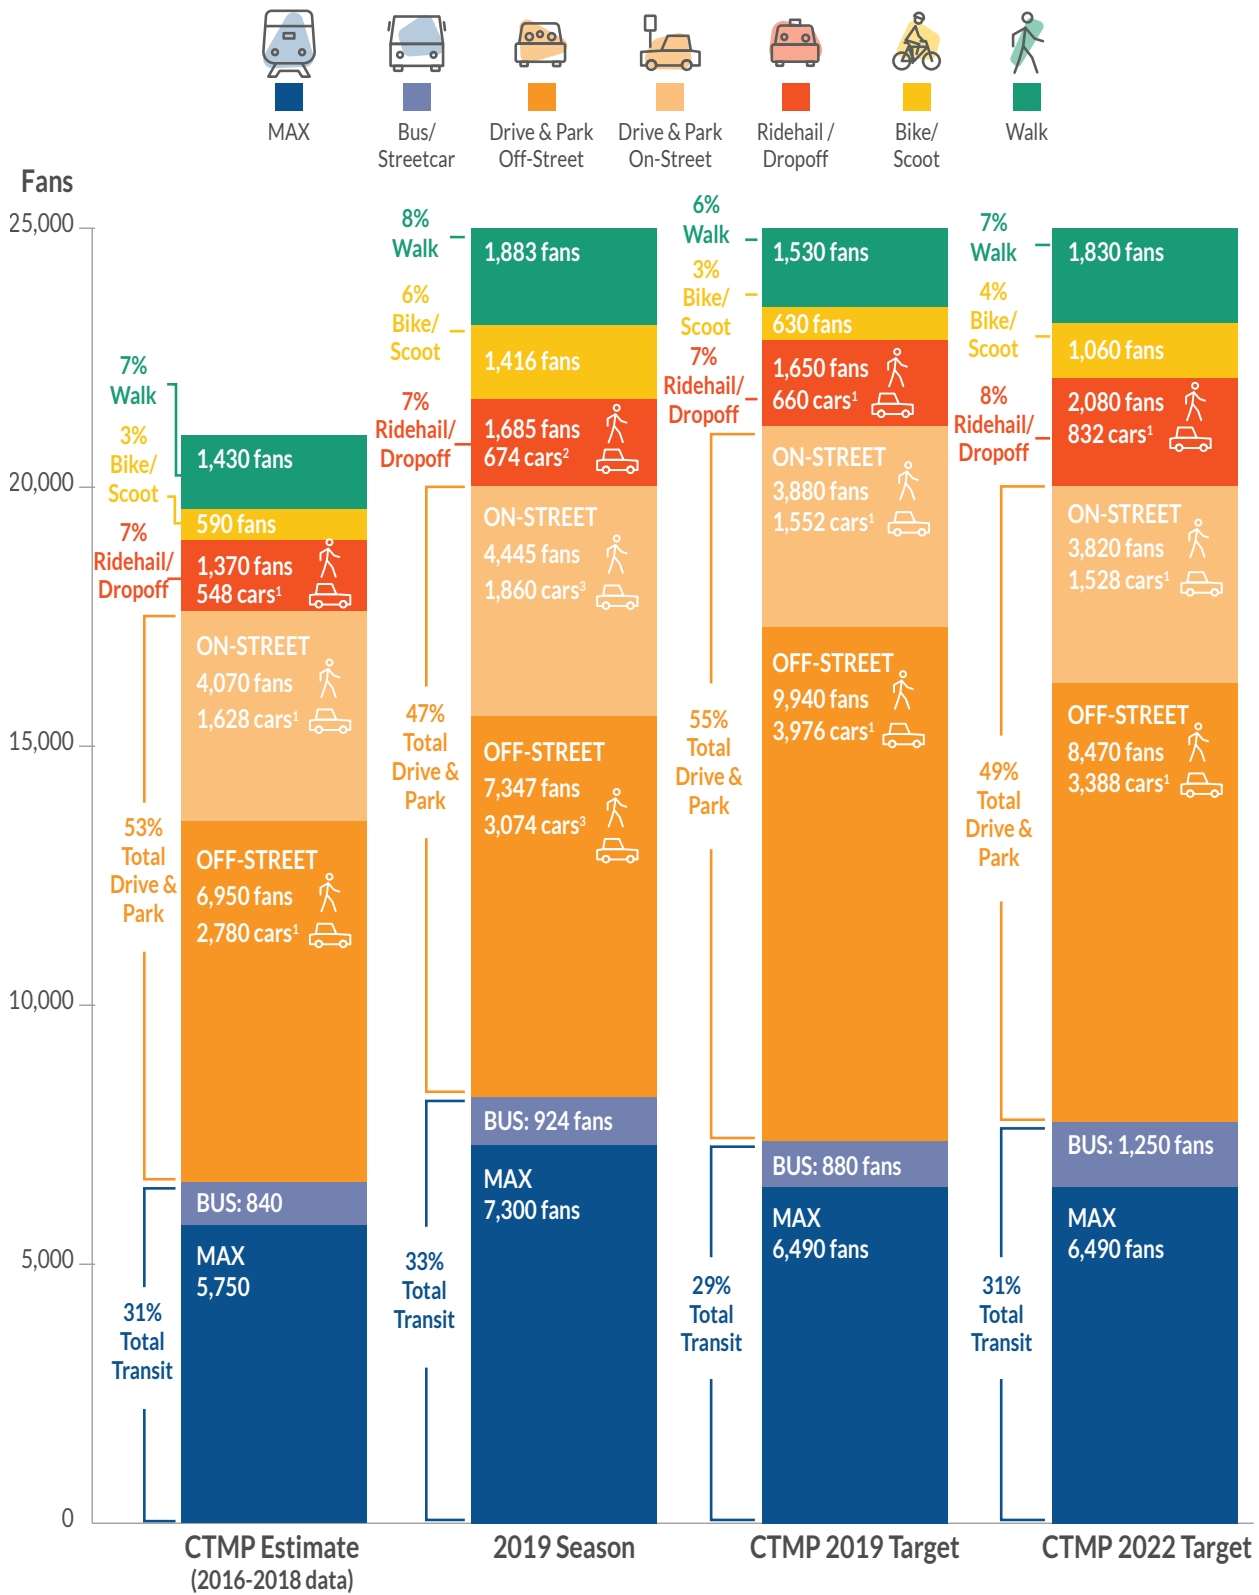 MAX
Bus/
Streetcar
Drive & Park
Off-Street
Drive & Park
On-Street
Ridehail /
Dropoff
Bike/
Scoot
Walk
Fans
25,000
20,000
15,000
10,000
5,000
0
7%
Walk
3%
Bike/
Scoot
7%
Ridehail/
Dropoff
53%
Total
Drive &
Park
31%
Total
Transit
1,430 fans
590 fans
1,370 fans
548 cars¹
ON-STREET
4,070 fans
1,628 cars¹
OFF-STREET
6,950 fans
2,780 cars¹
BUS: 840
MAX
5,750
CTMP Estimate
(2016-2018 data)
8%
Walk
6%
Bike/
Scoot
7%
Ridehail/
Dropoff
47%
Total
Drive &
Park
33%
Total
Transit
1,883 fans
1,416 fans
1,685 fans
674 cars²
ON-STREET
4,445 fans
1,860 cars³
OFF-STREET
7,347 fans
3,074 cars³
BUS: 924 fans
MAX
7,300 fans
2019 Season
6%
Walk
3%
Bike/
Scoot
7%
Ridehail/
Dropoff
55%
Total
Drive &
Park
29%
Total
Transit
1,530 fans
630 fans
1,650 fans
660 cars¹
ON-STREET
3,880 fans
1,552 cars¹
OFF-STREET
9,940 fans
3,976 cars¹
BUS: 880 fans
MAX
6,490 fans
CTMP 2019 Target
7%
Walk
4%
Bike/
Scoot
8%
Ridehail/
Dropoff
49%
Total
Drive &
Park
31%
Total
Transit
1,830 fans
1,060 fans
2,080 fans
832 cars¹
ON-STREET
3,820 fans
1,528 cars¹
OFF-STREET
8,470 fans
3,388 cars¹
BUS: 1,250 fans
MAX
6,490 fans
CTMP 2022 Target